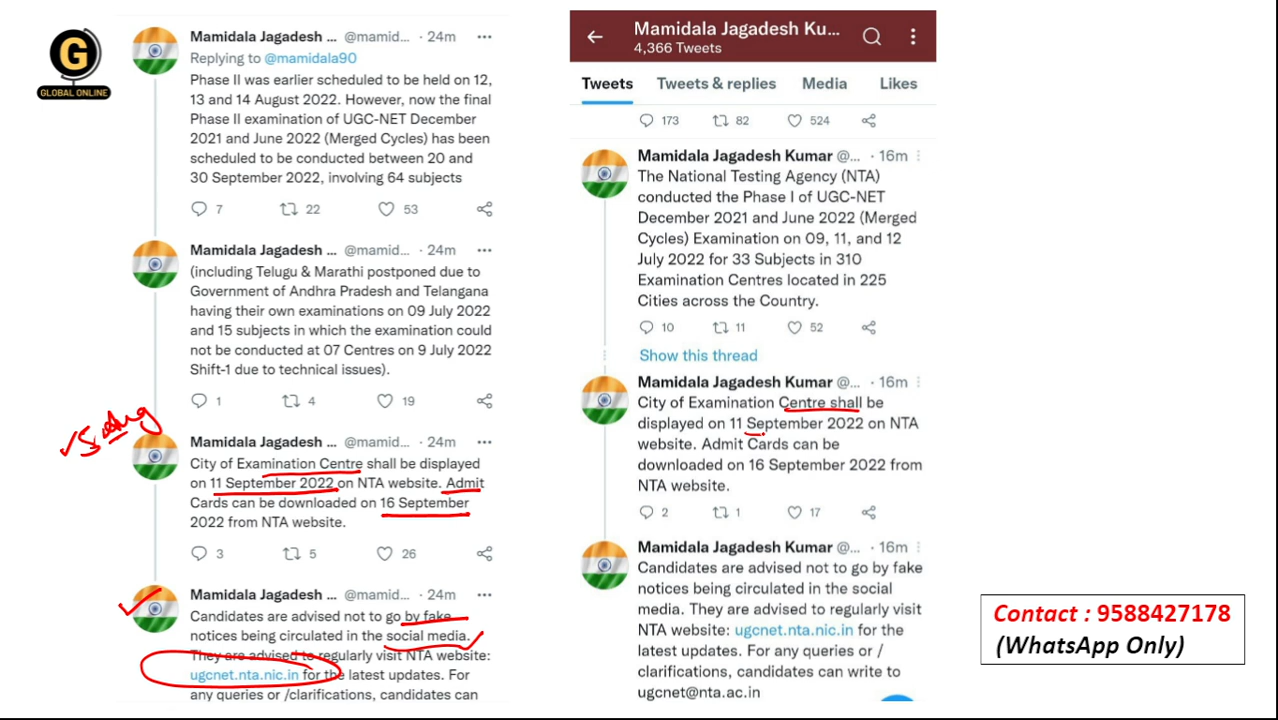 G
GLOBAL ONLINE
Mamidala Jagadesh ... @mamid... · 24m
Replying to @mamidala90
Phase II was earlier scheduled to be held on 12,
13 and 14 August 2022. However, now the final
Phase II examination of UGC-NET December
2021 and June 2022 (Merged Cycles) has been
scheduled to be conducted between 20 and
30 September 2022, involving 64 subjects
7 22 53
Mamidala Jagadesh ... @mamid... · 24m
(including Telugu & Marathi postponed due to
Government of Andhra Pradesh and Telangana
having their own examinations on 09 July 2022
and 15 subjects in which the examination could
not be conducted at 07 Centres on 9 July 2022
Shift-1 due to technical issues).
1 4 19
Mamidala Jagadesh ... @mamid... · 24m
City of Examination Centre shall be displayed
on 11 September 2022 on NTA website. Admit
Cards can be downloaded on 16 September
2022 from NTA website.
3 5 26
Mamidala Jagadesh ... @mamid... · 24m
Candidates are advised not to go by fake
notices being circulated in the social media.
They are advised to regularly visit NTA website:
ugcnet.nta.nic.in for the latest updates. For
any queries or /clarifications, candidates can
Mamidala Jagadesh Ku...
4,366 Tweets
Tweets Tweets & replies Media Likes
173 82 524
Mamidala Jagadesh Kumar @... · 16m
The National Testing Agency (NTA)
conducted the Phase I of UGC-NET
December 2021 and June 2022 (Merged
Cycles) Examination on 09, 11, and 12
July 2022 for 33 Subjects in 310
Examination Centres located in 225
Cities across the Country.
10 11 52
Show this thread
Mamidala Jagadesh Kumar @... · 16m
City of Examination Centre shall be
displayed on 11 September 2022 on NTA
website. Admit Cards can be
downloaded on 16 September 2022 from
NTA website.
2 1 17
Mamidala Jagadesh Kumar @... · 16m
Candidates are advised not to go by fake
notices being circulated in the social
media. They are advised to regularly visit
NTA website: ugcnet.nta.nic.in for the
latest updates. For any queries or /
clarifications, candidates can write to
ugcnet@nta.ac.in
Contact : 9588427178
(WhatsApp Only)